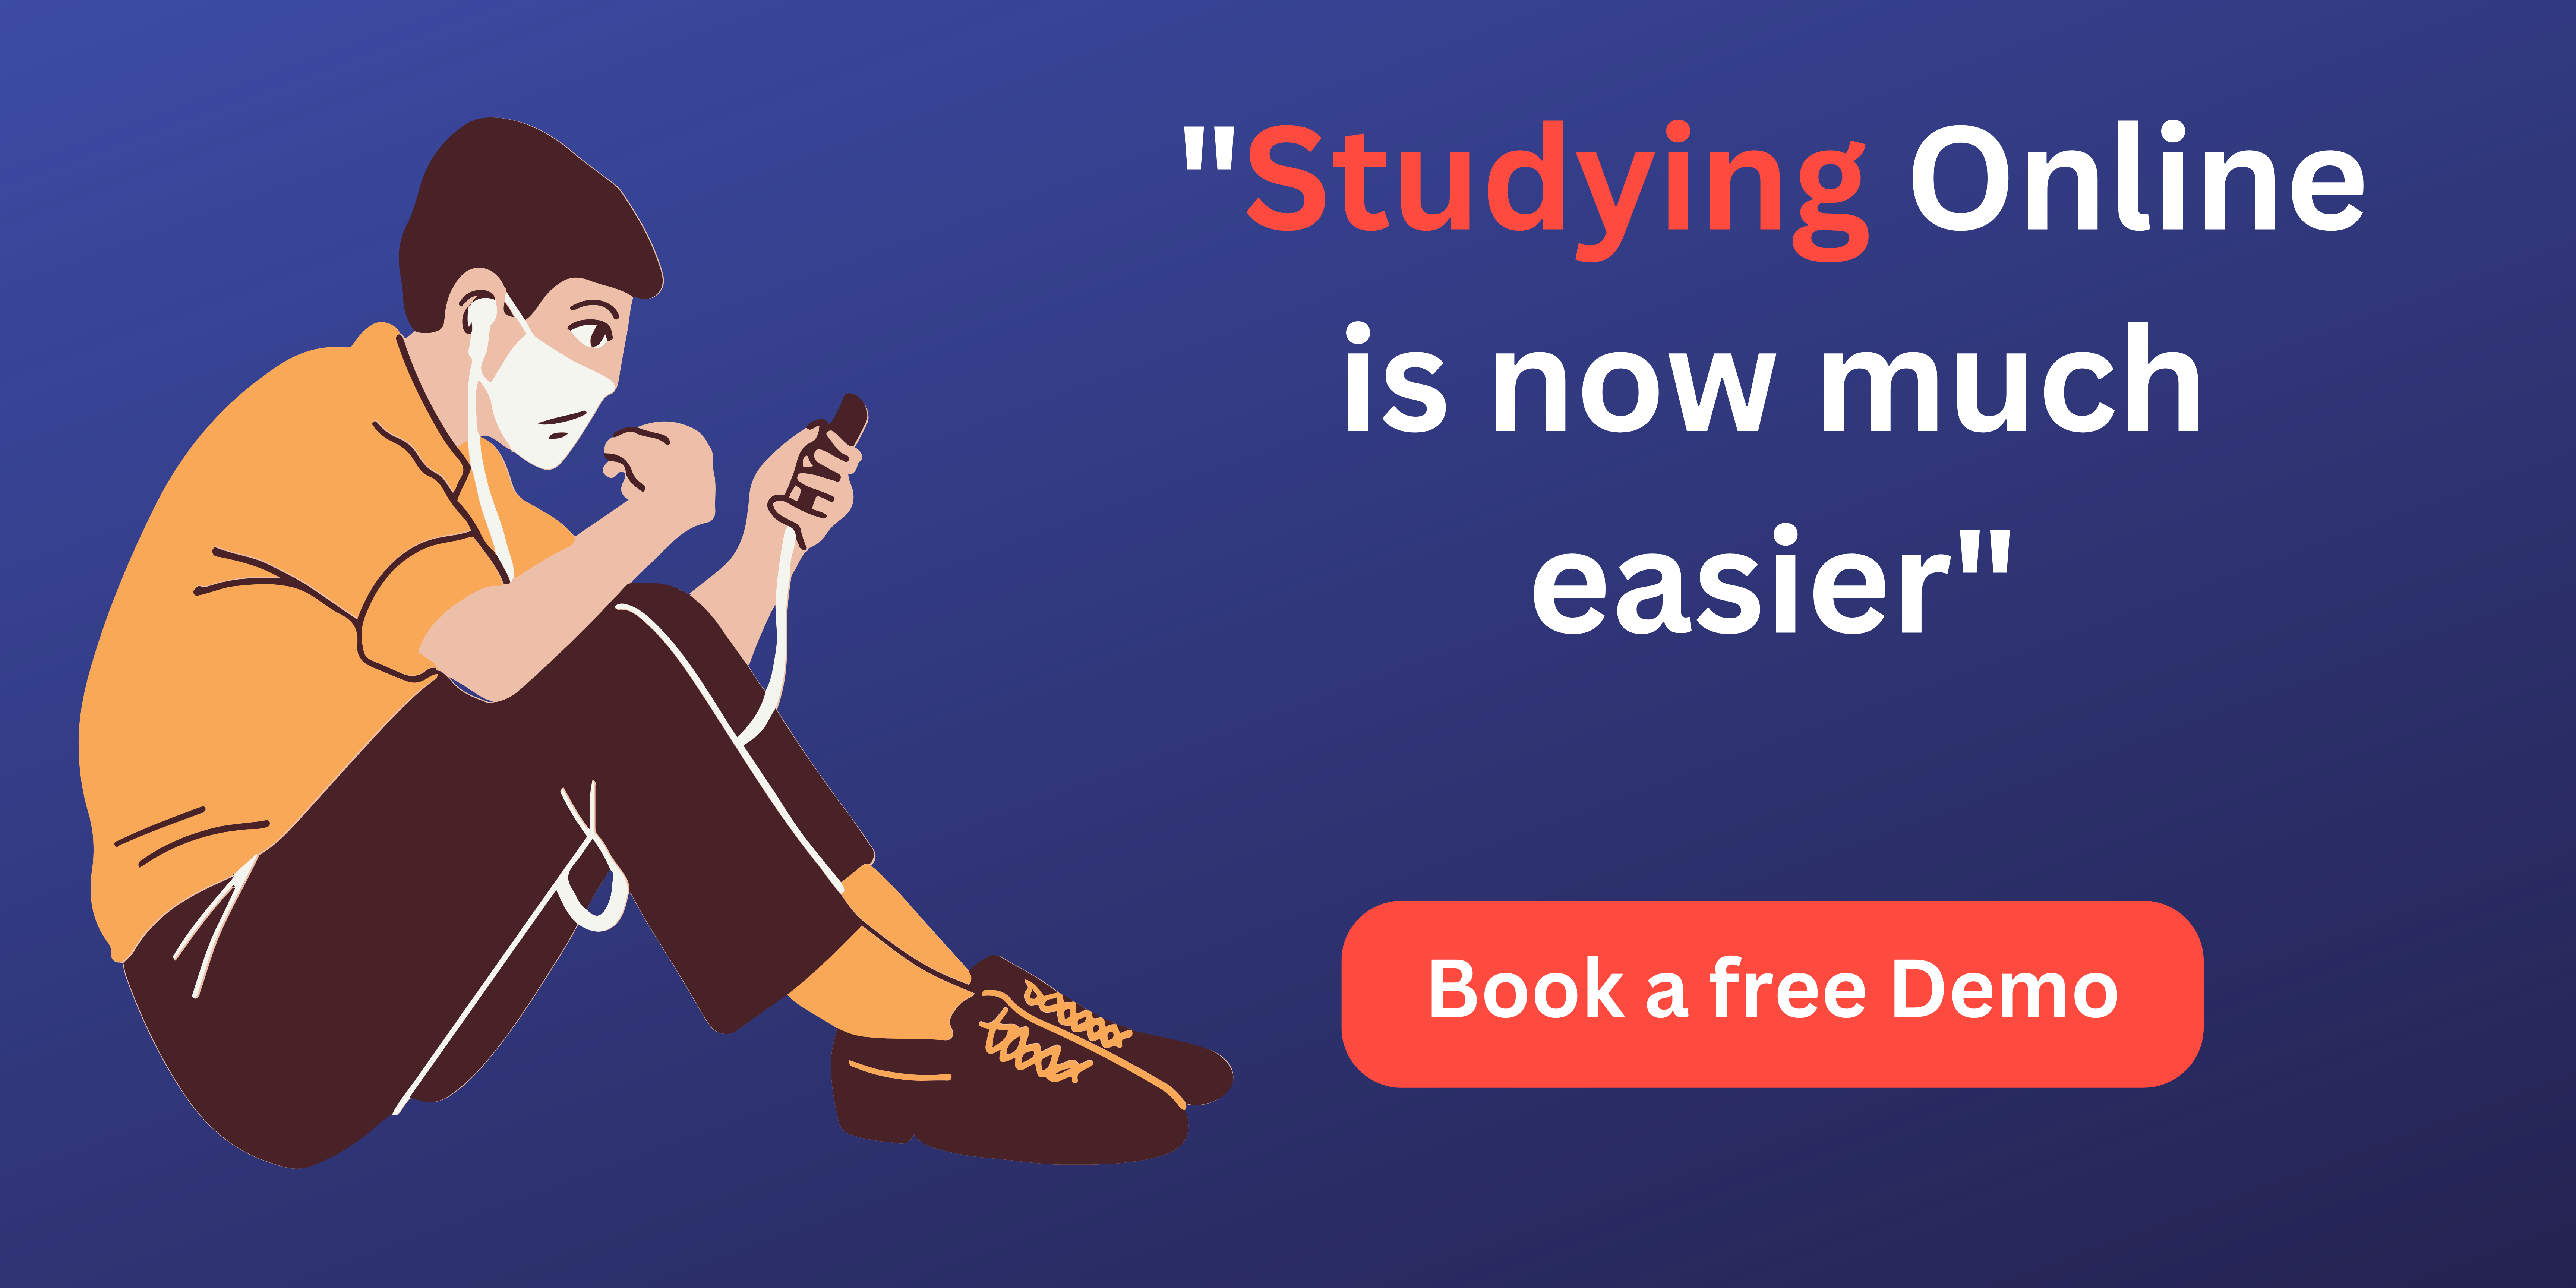 "Studying Online
is now much
easier"
Book a free Demo